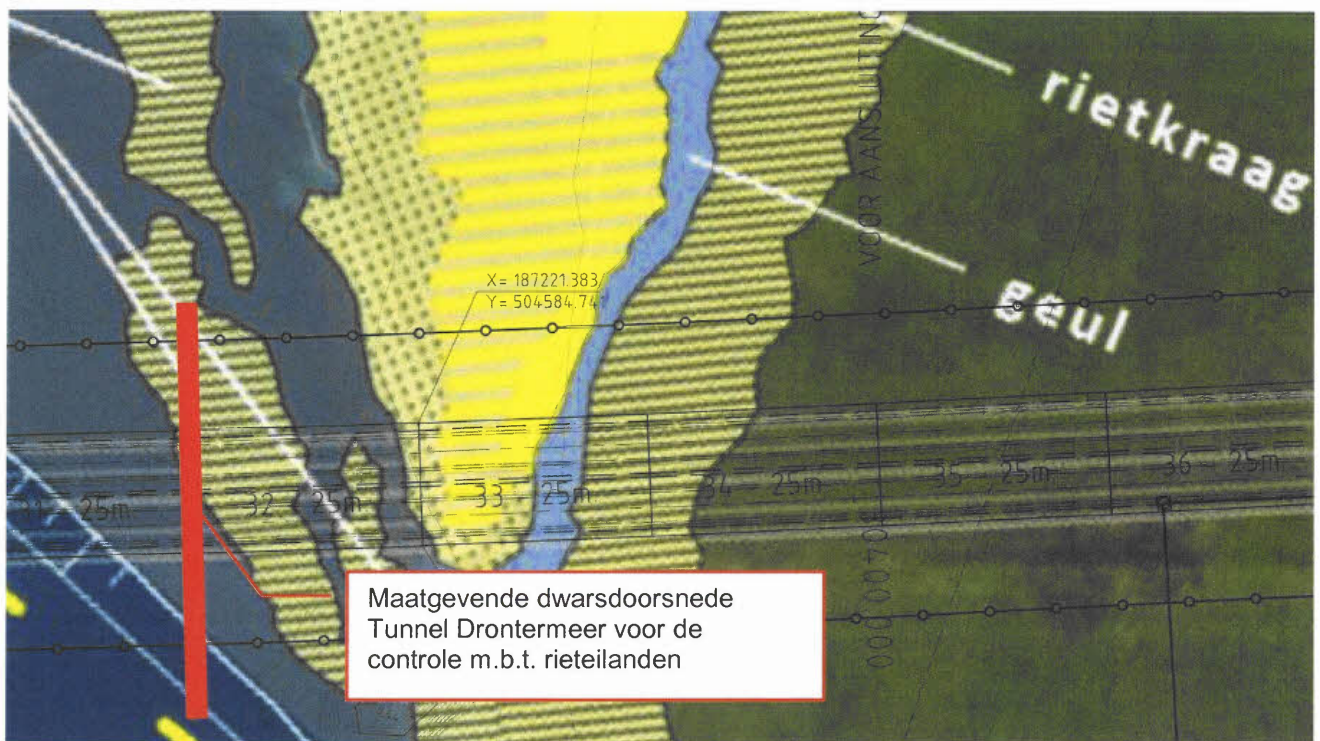 rietkraag
VOOR AANSLUITING
geul
X= 187221.383
Y= 504584.74
31 - 25m
32 - 25m
33 - 25m
34 - 25m
35 - 25m
36 - 25m
Maatgevende dwarsdoorsnede
Tunnel Drontermeer voor de
controle m.b.t. rieteilanden